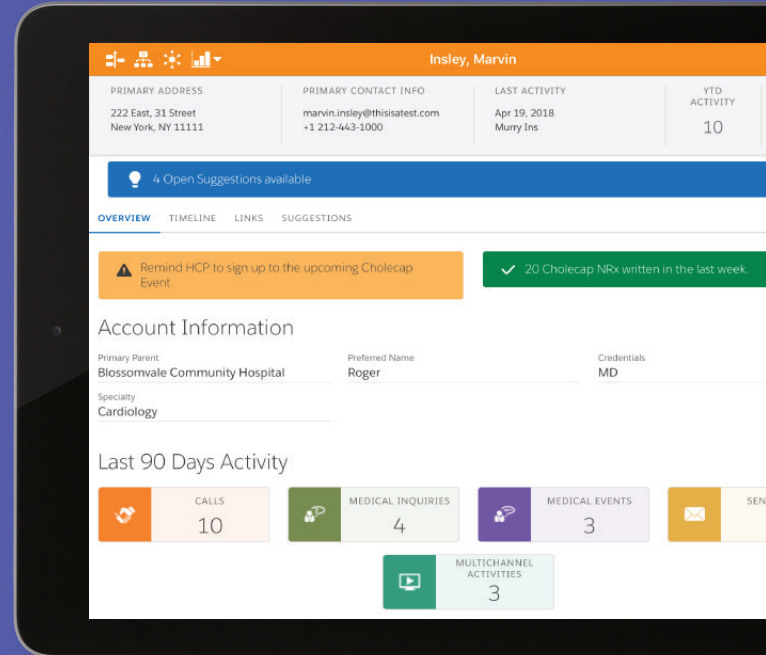 Insley, Marvin
PRIMARY ADDRESS
222 East, 31 Street
New York, NY 11111
PRIMARY CONTACT INFO
marvin.insley@thisisatest.com
+1 212-443-1000
LAST ACTIVITY
Apr 19, 2018
Murry Ins
YTD
ACTIVITY
10
4 Open Suggestions available
OVERVIEW TIMELINE LINKS SUGGESTIONS
Remind HCP to sign up to the upcoming Cholecap
Event
20 Cholecap NRx written in the last week.
Account Information
Primary Parent
Blossomvale Community Hospital
Preferred Name
Roger
Credentials
MD
Specialty
Cardiology
Last 90 Days Activity
CALLS
10
MEDICAL INQUIRIES
4
MEDICAL EVENTS
3
SEN
MULTICHANNEL
ACTIVITIES
3